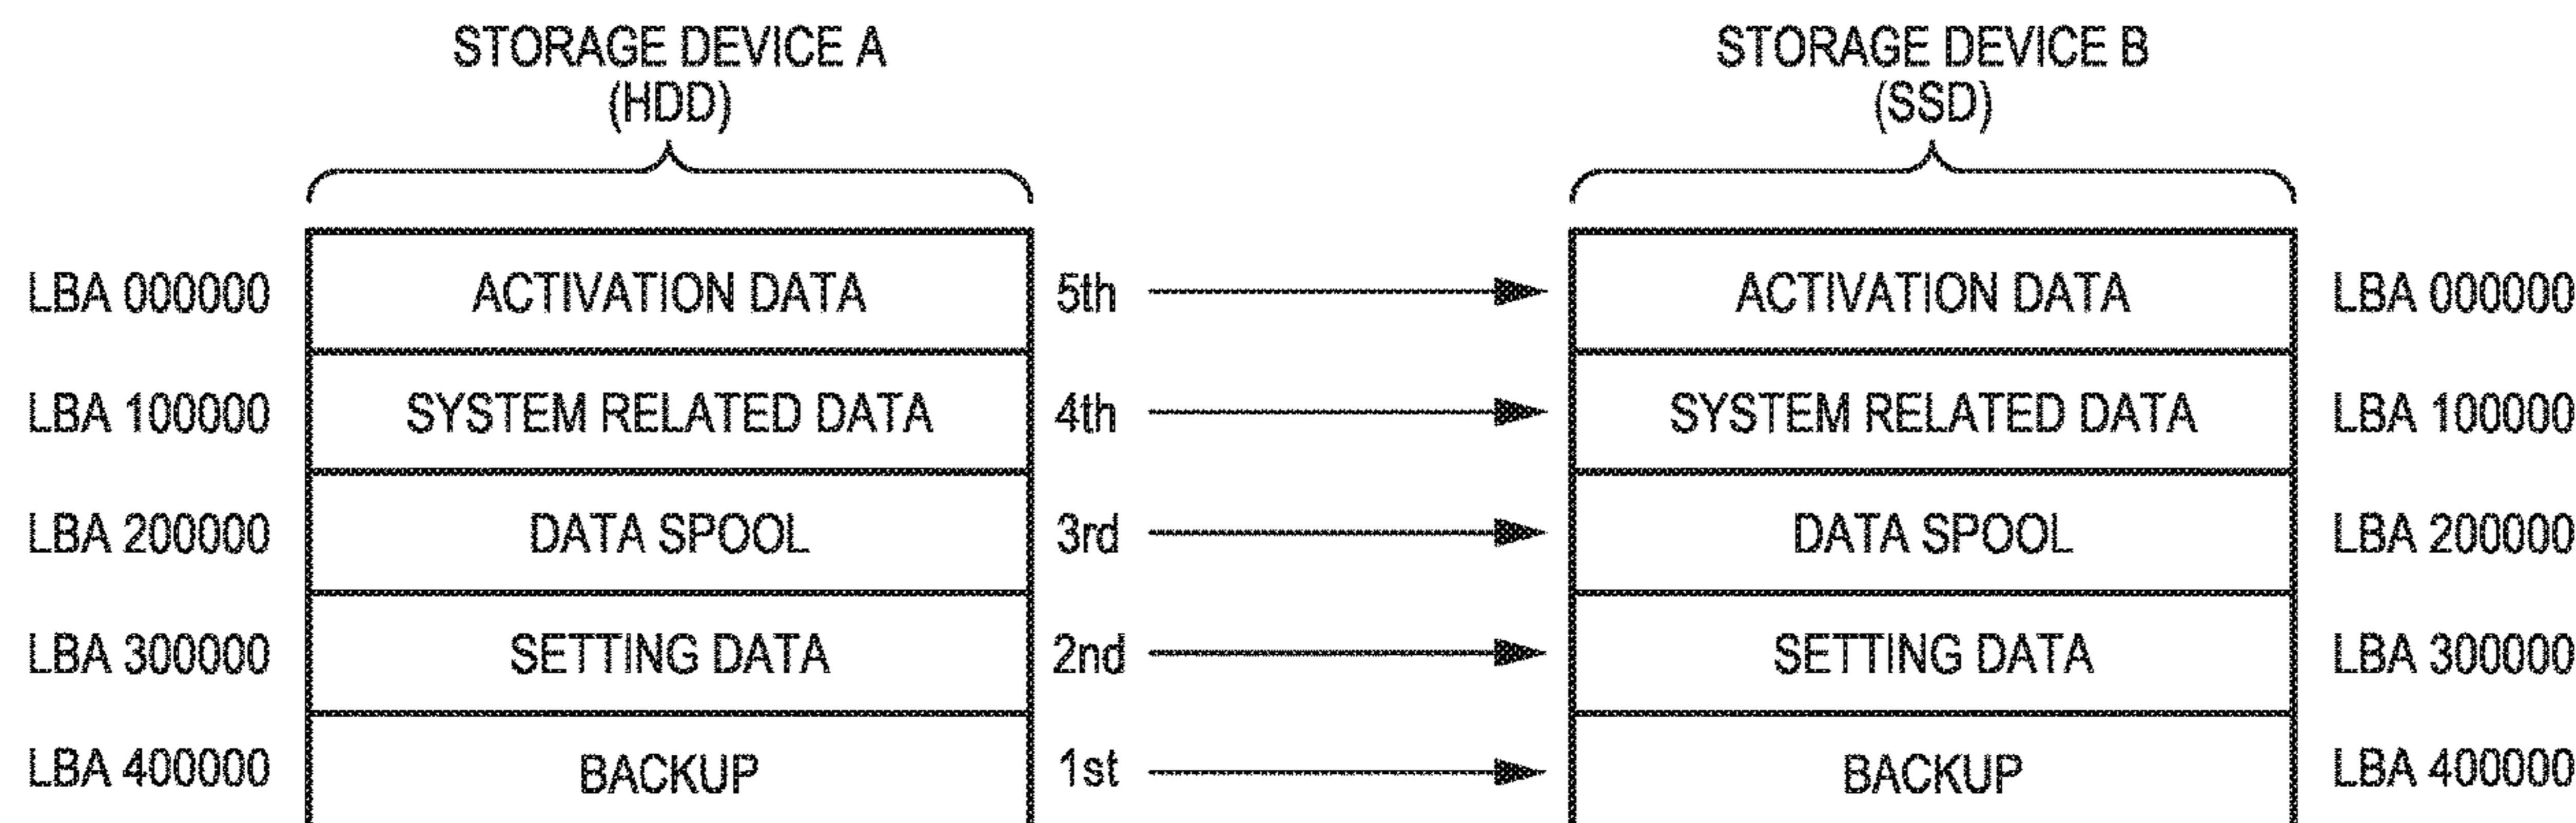 STORAGE DEVICE A
(HDD)
STORAGE DEVICE B
(SSD)
LBA 000000 ACTIVATION DATA 5th ACTIVATION DATA LBA 000000
LBA 100000 SYSTEM RELATED DATA 4th SYSTEM RELATED DATA LBA 100000
LBA 200000 DATA SPOOL 3rd DATA SPOOL LBA 200000
LBA 300000 SETTING DATA 2nd SETTING DATA LBA 300000
LBA 400000 BACKUP 1st BACKUP LBA 400000